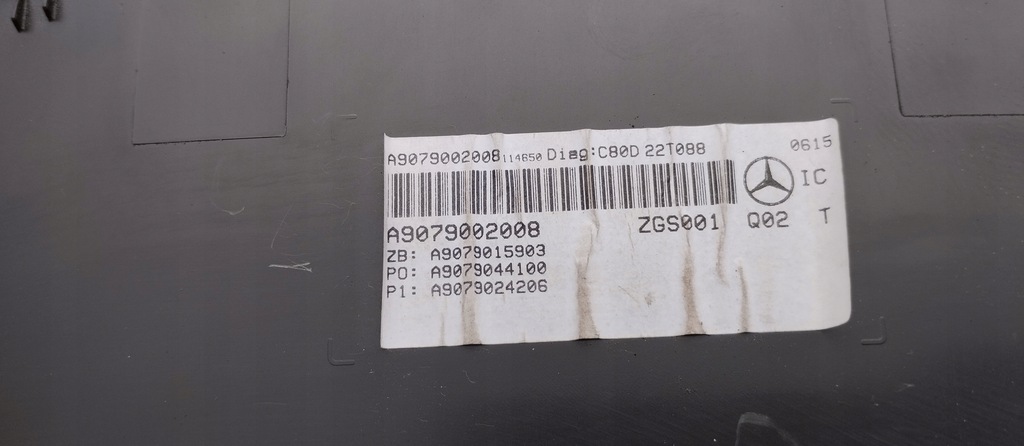 A9079002008 114650 Diag:C80D 22T088 0615
IC
A9079002008 ZGS001 Q02 T
ZB: A9079015903
P0: A9079044100
P1: A9079024206